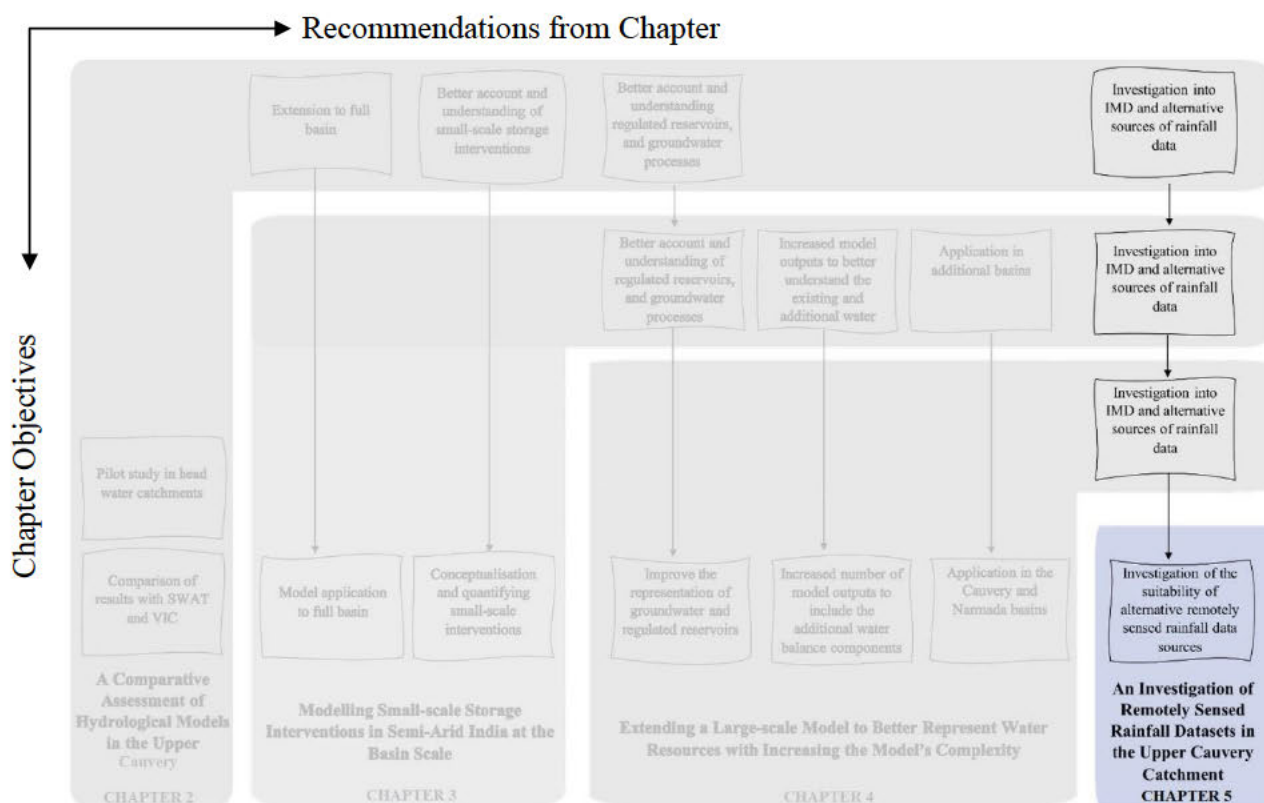 Recommendations from Chapter
Chapter Objectives
Extension to full
basin
Better account and
understanding of
small-scale storage
interventions
Better account and
understanding
regulated reservoirs,
and groundwater
processes
Investigation into
IMD and alternative
sources of rainfall
data
Better account and
understanding of
regulated reservoirs,
and groundwater
processes
Increased model
outputs to better
understand the
existing and
additional water
Application in
additional basins
Investigation into
IMD and alternative
sources of rainfall
data
Investigation into
IMD and alternative
sources of rainfall
data
Pilot study in head
water catchments
Comparison of
results with SWAT
and VIC
Model application to
full basin
Conceptualisation
and quantifying
small-scale
interventions
Improve the
representation of
groundwater and
regulated reservoirs
Increased number of
model outputs to
include the
additional water
balance components
Application in the
Cauvery and
Narmada basins
Investigation of the
suitability of
alternative remotely
sensed rainfall data
sources
A Comparative
Assessment of
Hydrological Models
in the Upper
Cauvery
CHAPTER 2
Modelling Small-scale Storage
Interventions in Semi-Arid India at the
Basin Scale
CHAPTER 3
Extending a Large-scale Model to Better Represent Water
Resources with Increasing the Model's Complexity
CHAPTER 4
An Investigation of
Remotely Sensed
Rainfall Datasets in
the Upper Cauvery
Catchment
CHAPTER 5